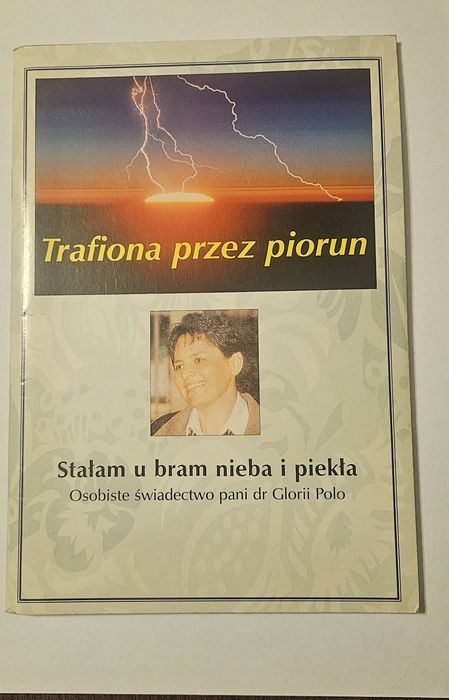 Trafiona przez piorun
Stałam u bram nieba i piekła
Osobiste świadectwo pani dr Glorii Polo